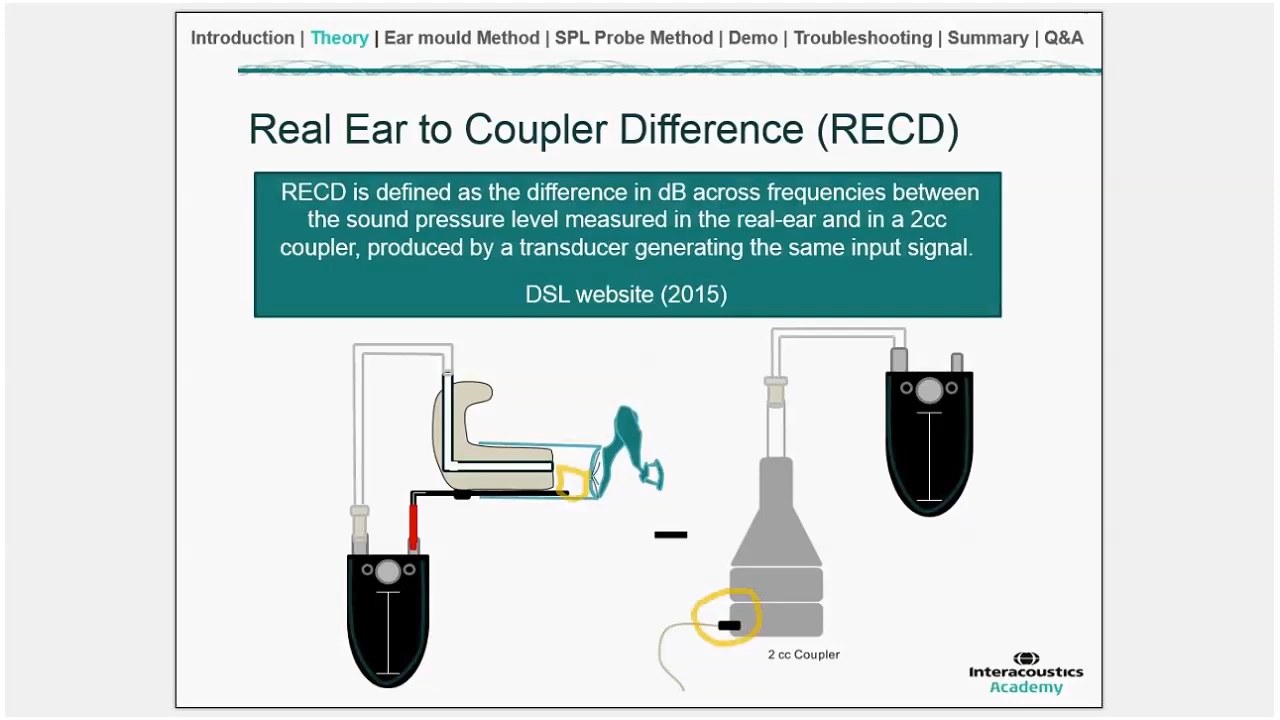 Introduction | Theory | Ear mould Method | SPL Probe Method | Demo | Troubleshooting | Summary | Q&A
Real Ear to Coupler Difference (RECD)
RECD is defined as the difference in dB across frequencies between
the sound pressure level measured in the real-ear and in a 2cc
coupler, produced by a transducer generating the same input signal.
DSL website (2015)
2 cc Coupler
Interacoustics
Academy